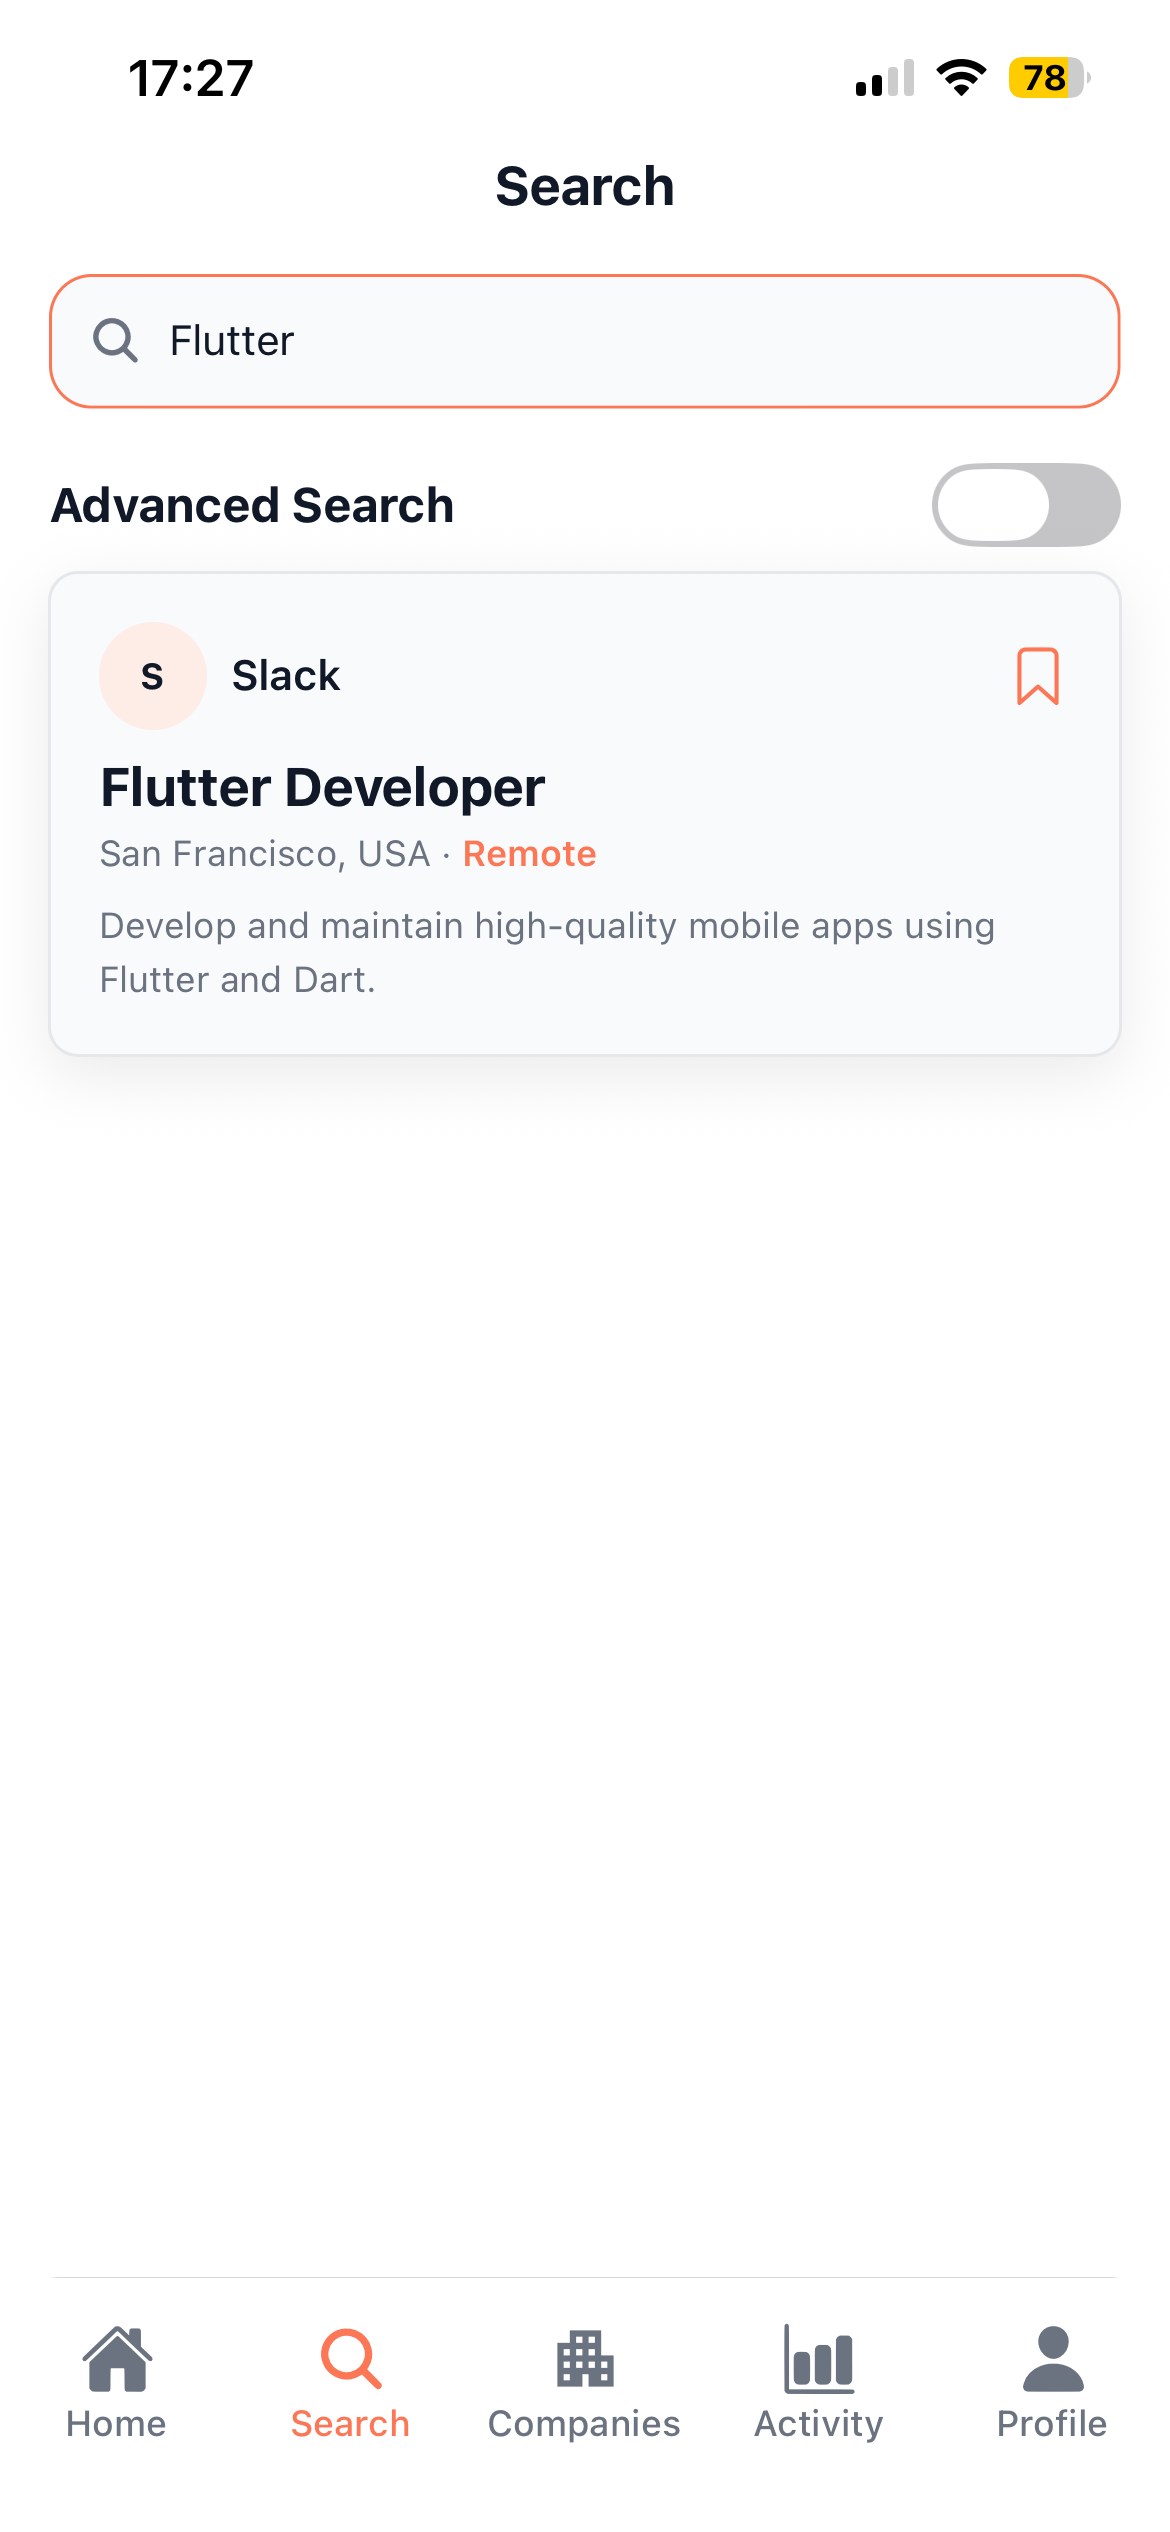 17:27
78
Search
Flutter
Advanced Search
S
Slack
Flutter Developer
San Francisco, USA · Remote
Develop and maintain high-quality mobile apps using
Flutter and Dart.
Home
Search
Companies
Activity
Profile